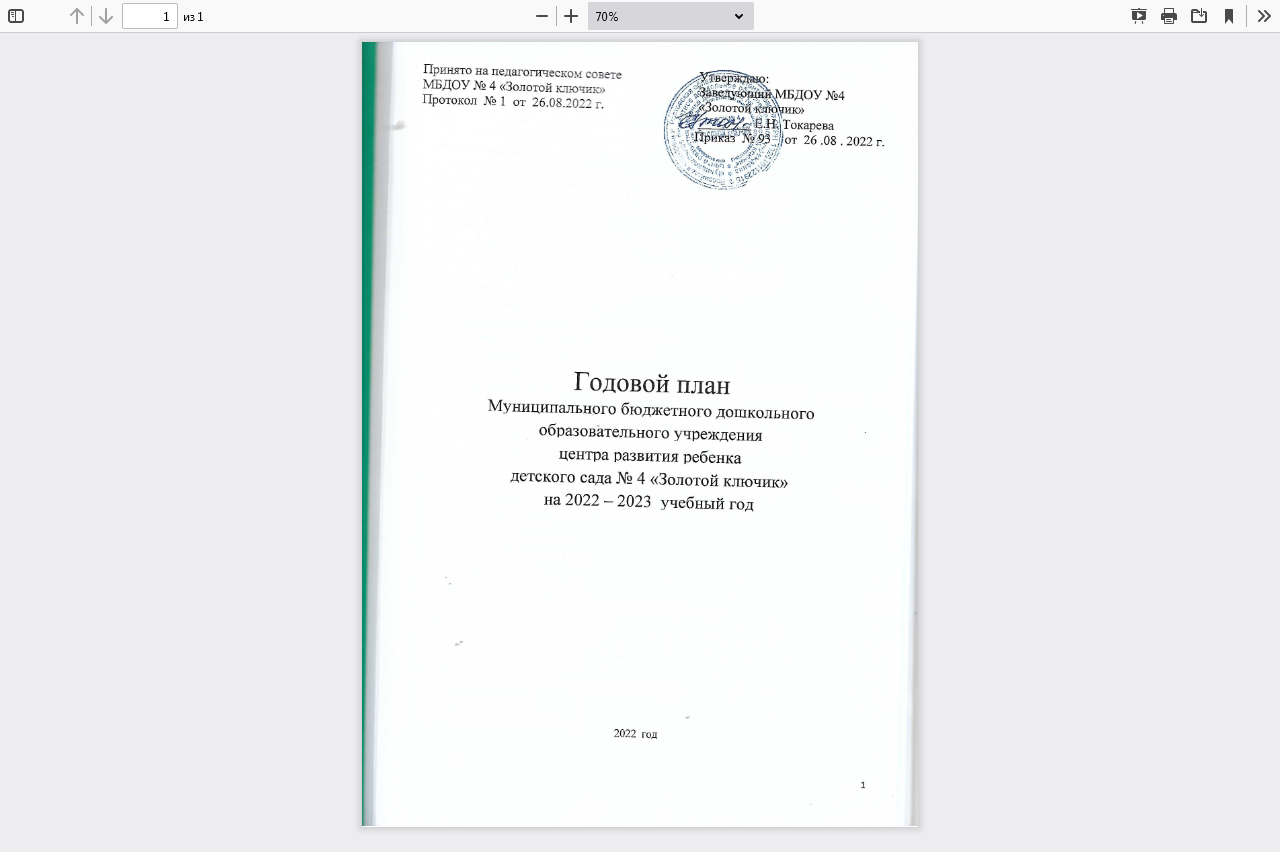 1
из 1
70%
Принято на педагогическом совете
МБДОУ № 4 «Золотой ключик»
Протокол № 1 от 26.08.2022 г.
Утверждаю:
Заведующий МБДОУ №4
«Золотой ключик»
Е.Н. Токарева
Приказ № 93 от 26 .08 . 2022 г.
Годовой план
Муниципального бюджетного дошкольного
образовательного учреждения
центра развития ребенка
детского сада № 4 «Золотой ключик»
на 2022 – 2023 учебный год
2022 год
1